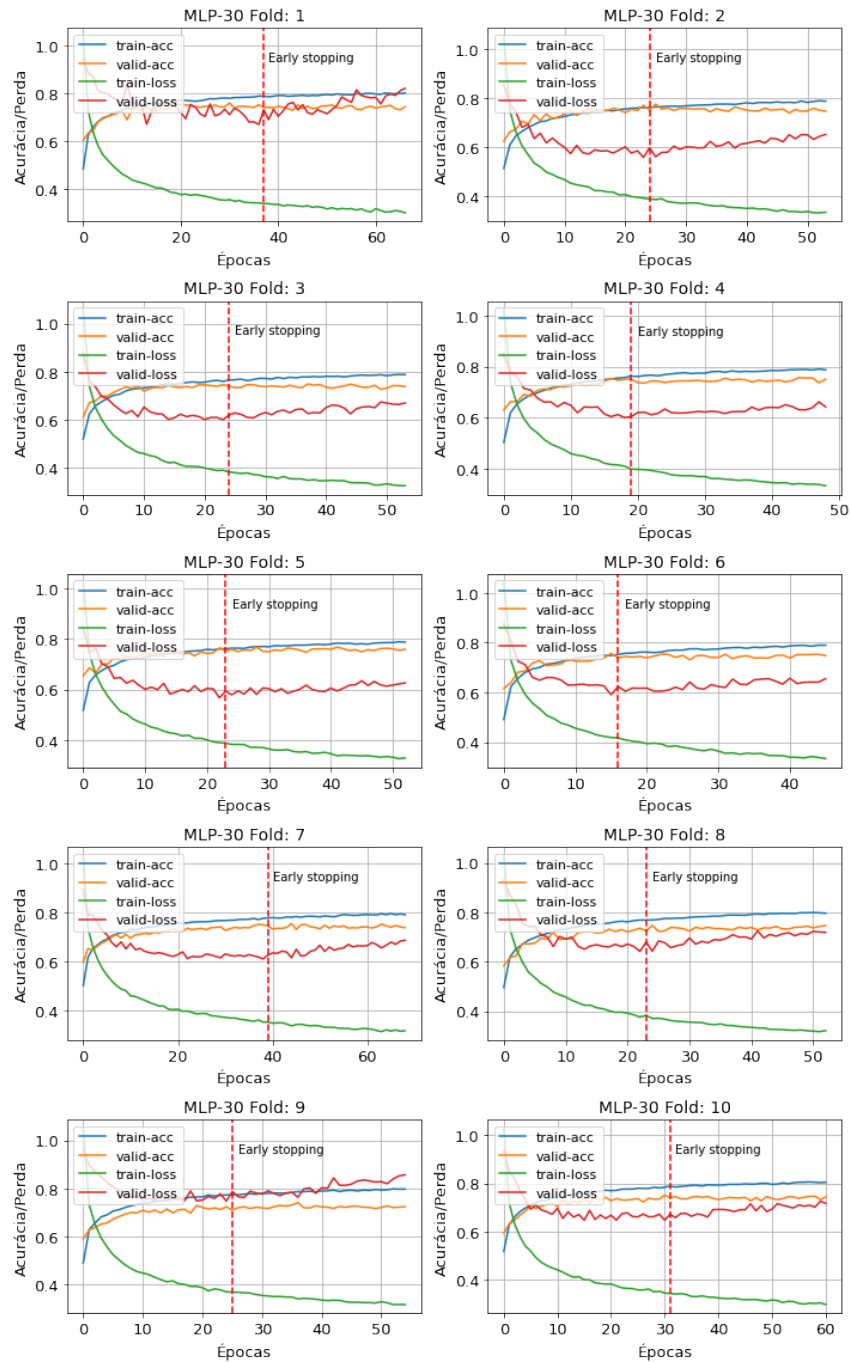 MLP-30 Fold: 1
Acurácia/Perda
1.0
0.8
0.6
0.4
train-acc
valid-acc
train-loss
valid-loss
Early stopping
0
20
40
60
Épocas
MLP-30 Fold: 2
Acurácia/Perda
1.0
0.8
0.6
0.4
train-acc
valid-acc
train-loss
valid-loss
Early stopping
0
10
20
30
40
50
Épocas
MLP-30 Fold: 3
Acurácia/Perda
1.0
0.8
0.6
0.4
train-acc
valid-acc
train-loss
valid-loss
Early stopping
0
10
20
30
40
50
Épocas
MLP-30 Fold: 4
Acurácia/Perda
1.0
0.8
0.6
0.4
train-acc
valid-acc
train-loss
valid-loss
Early stopping
0
10
20
30
40
50
Épocas
MLP-30 Fold: 5
Acurácia/Perda
1.0
0.8
0.6
0.4
train-acc
valid-acc
train-loss
valid-loss
Early stopping
0
10
20
30
40
50
Épocas
MLP-30 Fold: 6
Acurácia/Perda
1.0
0.8
0.6
0.4
train-acc
valid-acc
train-loss
valid-loss
Early stopping
0
10
20
30
40
Épocas
MLP-30 Fold: 7
Acurácia/Perda
1.0
0.8
0.6
0.4
train-acc
valid-acc
train-loss
valid-loss
Early stopping
0
20
40
60
Épocas
MLP-30 Fold: 8
Acurácia/Perda
1.0
0.8
0.6
0.4
train-acc
valid-acc
train-loss
valid-loss
Early stopping
0
10
20
30
40
50
Épocas
MLP-30 Fold: 9
Acurácia/Perda
1.0
0.8
0.6
0.4
train-acc
valid-acc
train-loss
valid-loss
Early stopping
0
10
20
30
40
50
Épocas
MLP-30 Fold: 10
Acurácia/Perda
1.0
0.8
0.6
0.4
train-acc
valid-acc
train-loss
valid-loss
Early stopping
0
10
20
30
40
50
60
Épocas